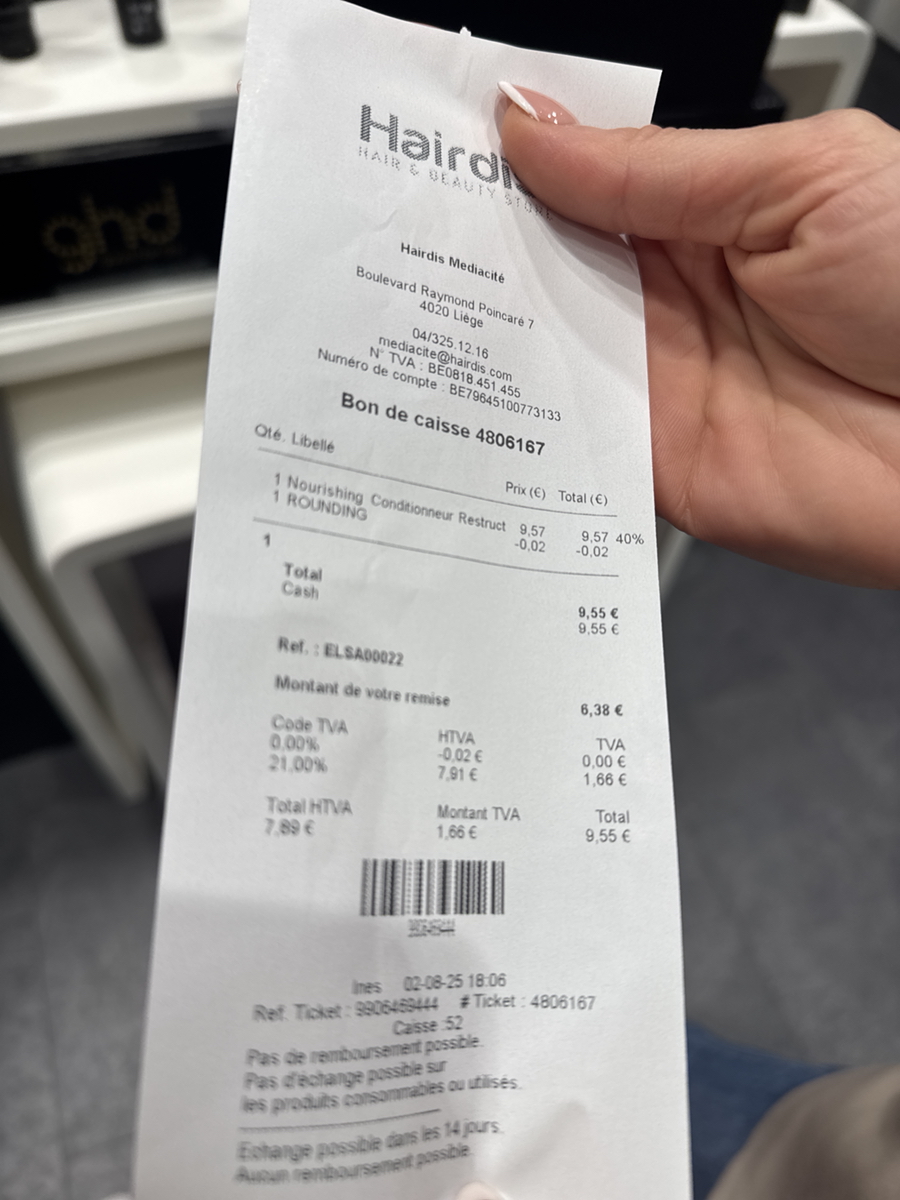 ghd
Hairdis
HAIR & BEAUTY STORE
Hairdis Mediacité
Boulevard Raymond Poincaré 7
4020 Liège
04/325.12.16
mediacite@hairdis.com
N° TVA : BE0818.451.455
Numéro de compte : BE79645100773133
Bon de caisse 4806167
Qté. Libellé Prix (€) Total (€)
1 Nourishing Conditionneur Restruct 9,57 9,57 40%
1 ROUNDING -0,02 -0,02
1
Total 9,55 €
Cash 9,55 €
Ref. : ELSA00022
Montant de votre remise 6,38 €
Code TVA HTVA TVA
0,00% -0,02 € 0,00 €
21,00% 7,91 € 1,66 €
Total HTVA Montant TVA Total
7,89 € 1,66 € 9,55 €
Ines 02-08-25 18:06
Ref. Ticket : 9906469444 # Ticket : 4806167
Caisse :52
Pas de remboursement possible.
Pas d'échange possible sur
les produits consommables ou utilisés.
Echange possible dans les 14 jours.
Aucun remboursement possible.